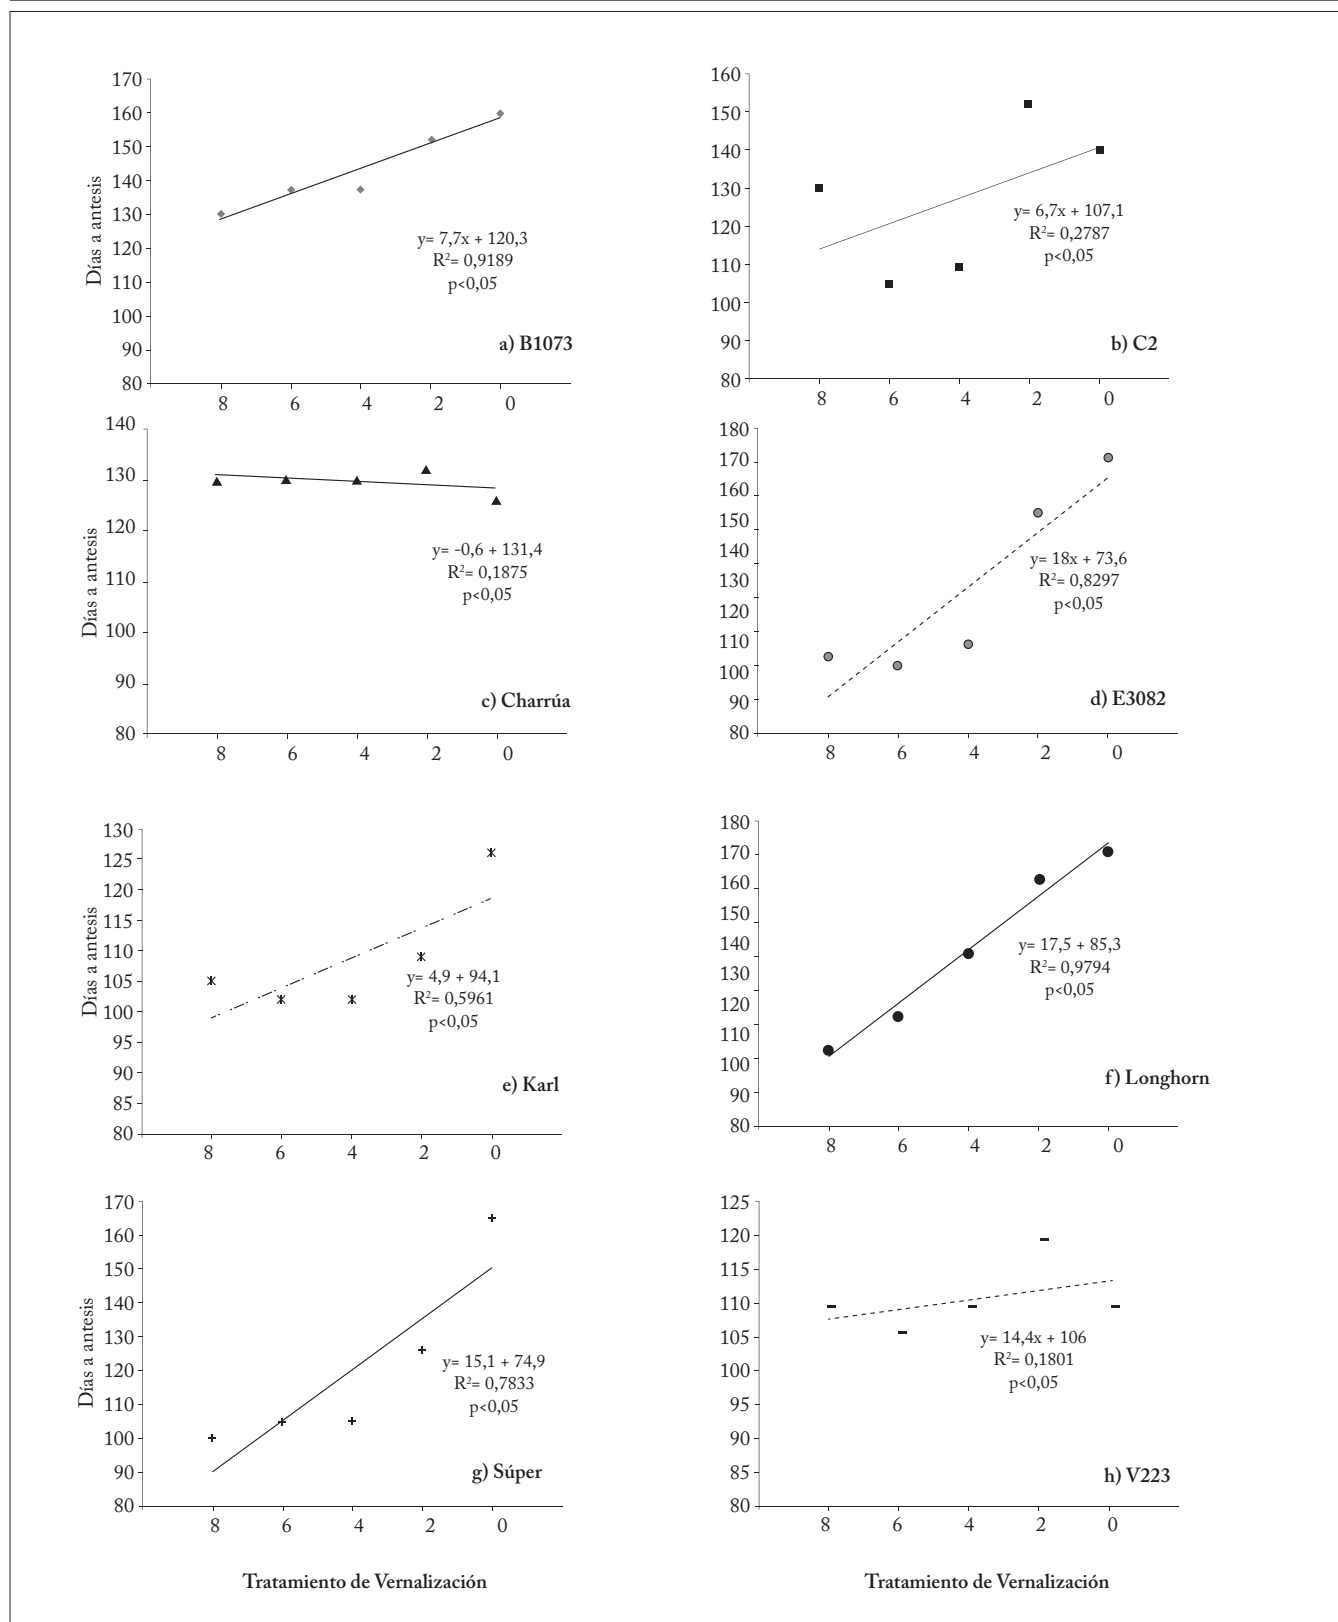 170
160
150
140
130
120
110
100
90
80
Días a antesis
y= 7,7x + 120,3
R²= 0,9189
p<0,05
a) B1073
8 6 4 2 0
160
150
140
130
120
110
100
90
80
y= 6,7x + 107,1
R²= 0,2787
p<0,05
b) C2
8 6 4 2 0
140
130
120
110
100
90
80
Días a antesis
y= -0,6 + 131,4
R²= 0,1875
p<0,05
c) Charrúa
8 6 4 2 0
180
170
160
150
140
130
120
110
100
90
80
y= 18x + 73,6
R²= 0,8297
p<0,05
d) E3082
8 6 4 2 0
130
125
120
115
110
105
100
95
90
85
80
Días a antesis
y= 4,9 + 94,1
R²= 0,5961
p<0,05
e) Karl
8 6 4 2 0
180
170
160
150
140
130
120
110
100
90
80
y= 17,5 + 85,3
R²= 0,9794
p<0,05
f) Longhorn
8 6 4 2 0
170
160
150
140
130
120
110
100
90
80
Días a antesis
y= 15,1 + 74,9
R²= 0,7833
p<0,05
g) Súper
8 6 4 2 0
Tratamiento de Vernalización
125
120
115
110
105
100
95
90
85
80
y= 14,4x + 106
R²= 0,1801
p<0,05
h) V223
8 6 4 2 0
Tratamiento de Vernalización